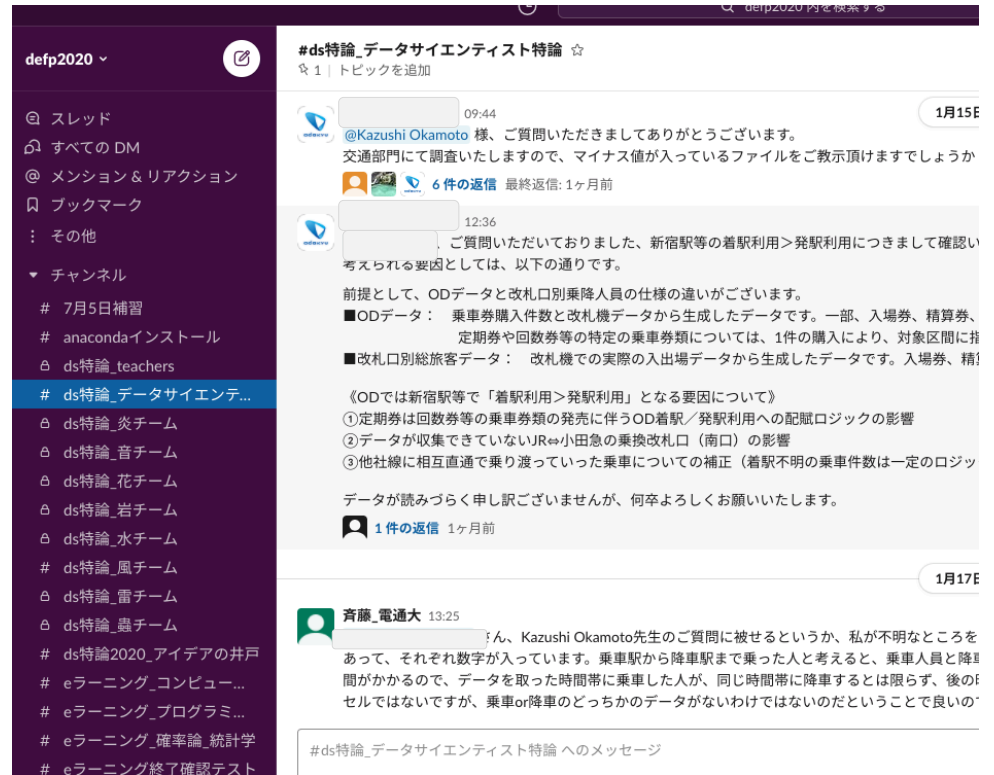 defp2020 内を検索する
defp2020
スレッド
すべての DM
メンション & リアクション
ブックマーク
その他
チャンネル
# 7月5日補習
# anacondaインストール
ds特論_teachers
# ds特論_データサイエンテ...
ds特論_炎チーム
ds特論_音チーム
ds特論_花チーム
ds特論_岩チーム
ds特論_水チーム
# ds特論_風チーム
ds特論_雷チーム
ds特論_蟲チーム
# ds特論2020_アイデアの井戸
# eラーニング_コンピュー...
# eラーニング_プログラミ...
# eラーニング_確率論_統計学
# eラーニング終了確認テスト
#ds特論_データサイエンティスト特論
1 | トピックを追加
1月15日
09:44
@Kazushi Okamoto 様、ご質問いただきましてありがとうございます。
交通部門にて調査いたしますので、マイナス値が入っているファイルをご教示頂けますでしょうか
6 件の返信 最終返信: 1ヶ月前
12:36
、ご質問いただいておりました、新宿駅等の着駅利用＞発駅利用につきまして確認い
考えられる要因としては、以下の通りです。
前提として、ODデータと改札口別乗降人員の仕様の違いがございます。
■ODデータ： 乗車券購入件数と改札機データから生成したデータです。一部、入場券、精算券、
定期券や回数券等の特定の乗車券類については、1件の購入により、対象区間に指
■改札口別総旅客データ： 改札機での実際の入出場データから生成したデータです。入場券、精算
《ODでは新宿駅等で「着駅利用＞発駅利用」となる要因について》
①定期券は回数券等の乗車券類の発売に伴うOD着駅／発駅利用への配賦ロジックの影響
②データが収集できていないJR⇔小田急の乗換改札口（南口）の影響
③他社線に相互直通で乗り渡っていった乗車についての補正（着駅不明の乗車件数は一定のロジッ
データが読みづらく申し訳ございませんが、何卒よろしくお願いいたします。
1 件の返信 1ヶ月前
1月17日
斉藤_電通大 13:25
さん、Kazushi Okamoto先生のご質問に被せるというか、私が不明なところを
あって、それぞれ数字が入っています。乗車駅から降車駅まで乗った人と考えると、乗車人員と降車
間がかかるので、データを取った時間帯に乗車した人が、同じ時間帯に降車するとは限らず、後の時
セルではないですが、乗車or降車のどっちかのデータがないわけではないのだということで良いので
#ds特論_データサイエンティスト特論 へのメッセージ